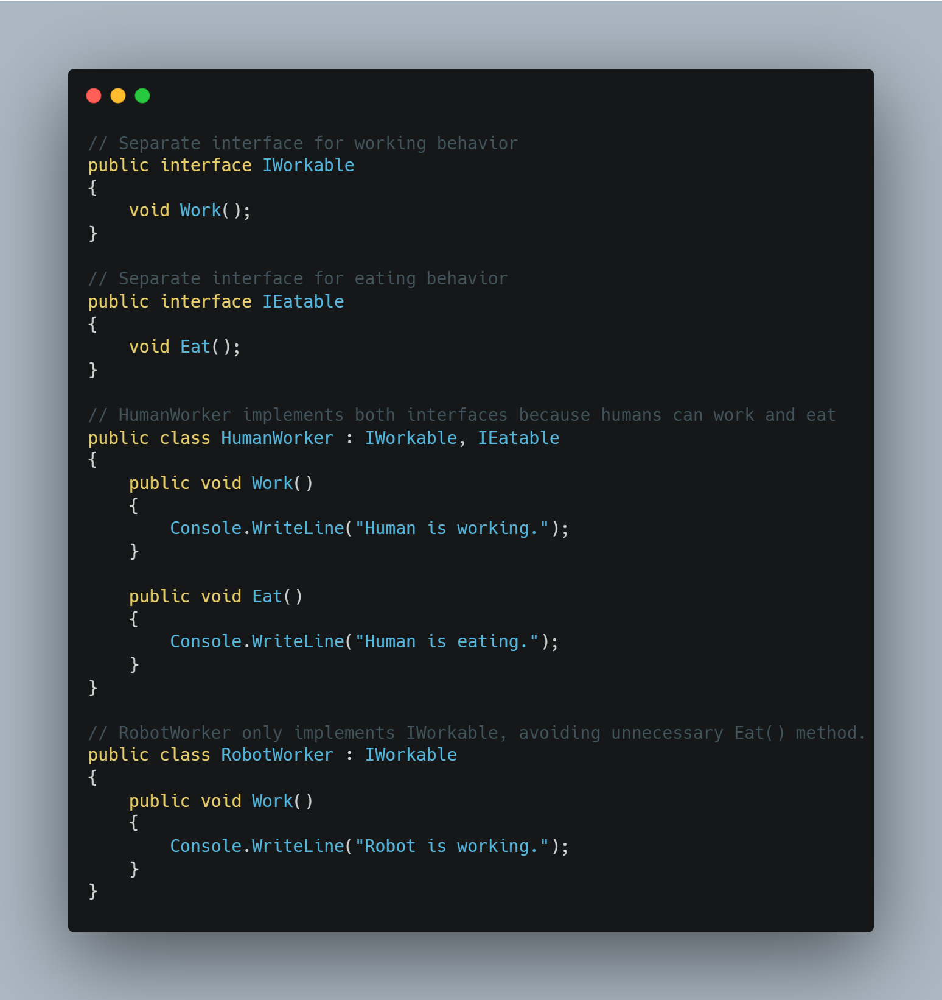 // Separate interface for working behavior
public interface IWorkable
{
    void Work();
}

// Separate interface for eating behavior
public interface IEatable
{
    void Eat();
}

// HumanWorker implements both interfaces because humans can work and eat
public class HumanWorker : IWorkable, IEatable
{
    public void Work()
    {
        Console.WriteLine("Human is working.");
    }

    public void Eat()
    {
        Console.WriteLine("Human is eating.");
    }
}

// RobotWorker only implements IWorkable, avoiding unnecessary Eat() method.
public class RobotWorker : IWorkable
{
    public void Work()
    {
        Console.WriteLine("Robot is working.");
    }
}